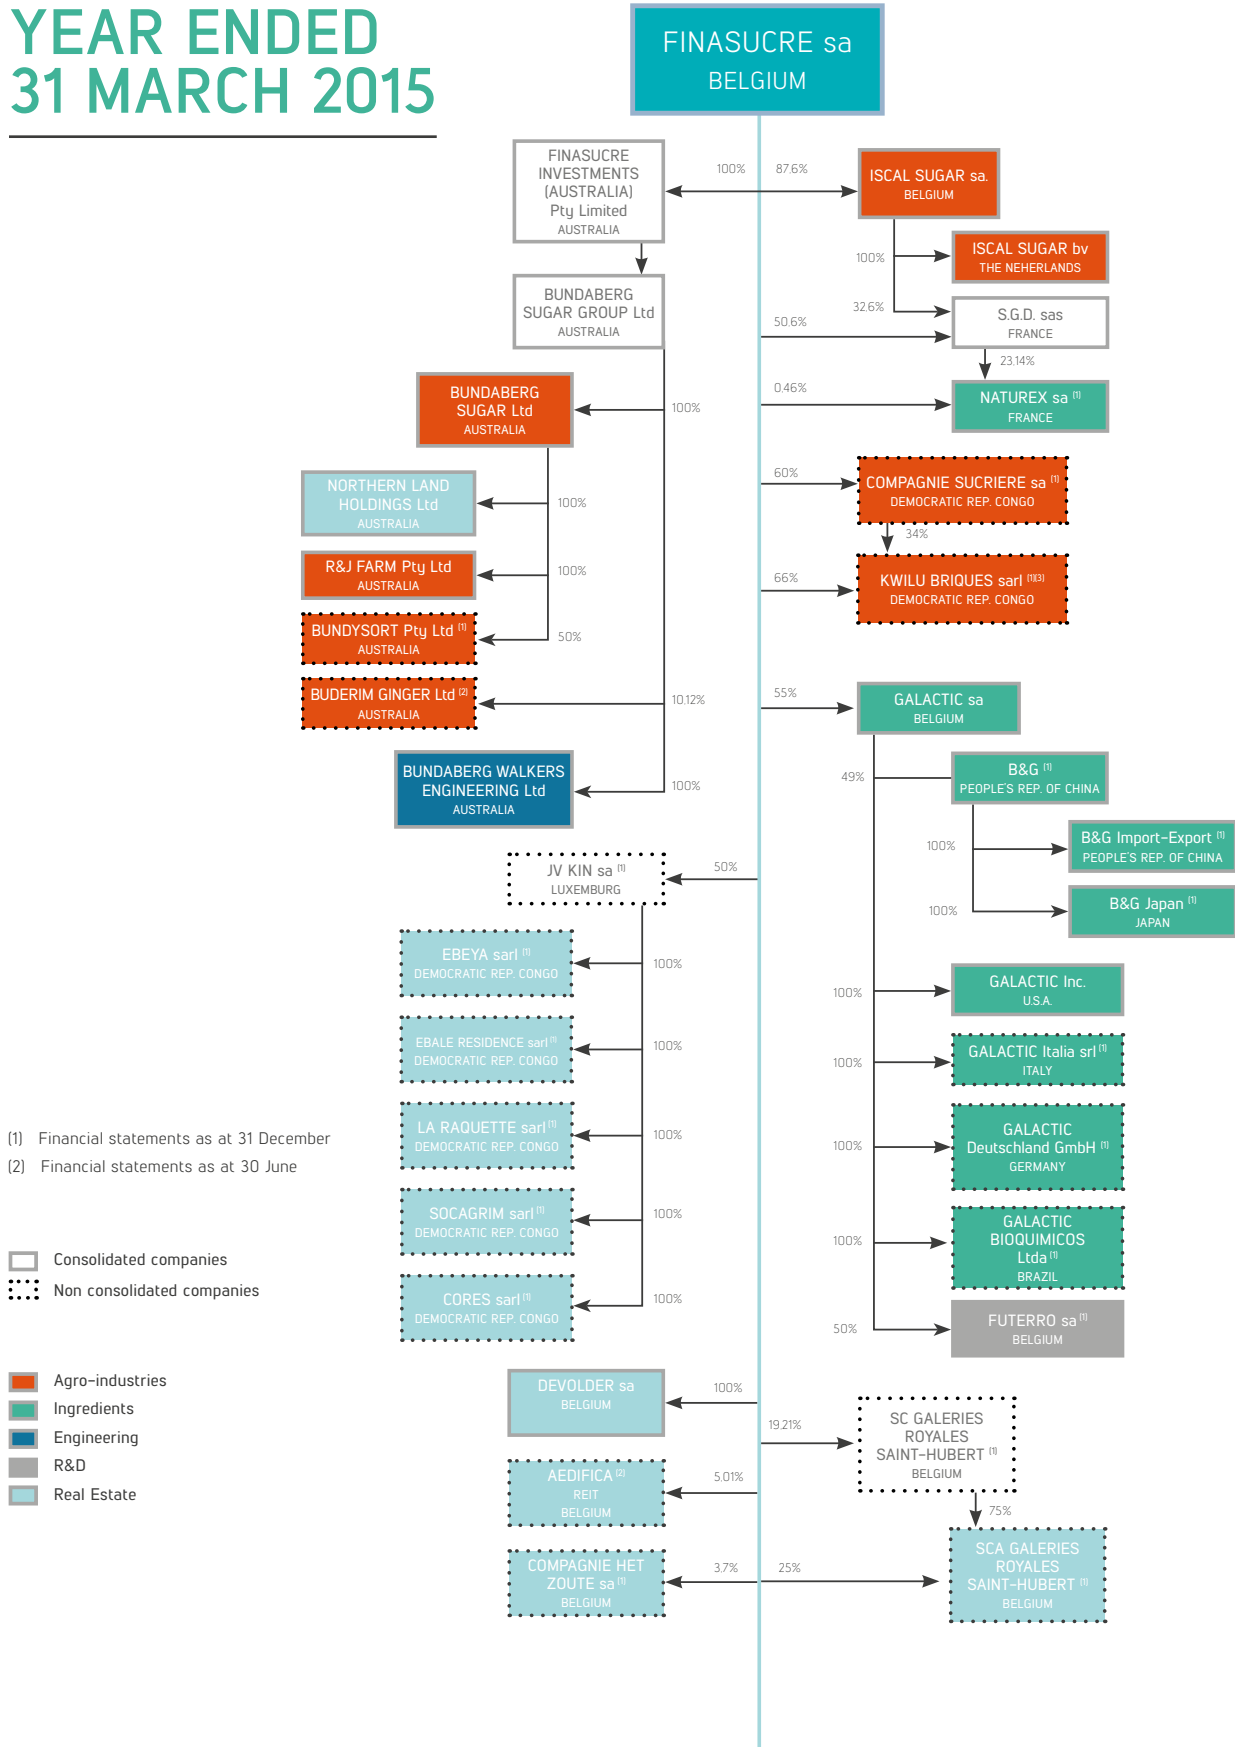 YEAR ENDED
31 MARCH 2015
FINASUCRE sa
BELGIUM
FINASUCRE
INVESTMENTS
(AUSTRALIA)
Pty Limited
AUSTRALIA
100%
87.6%
ISCAL SUGAR sa.
BELGIUM
100%
ISCAL SUGAR bv
THE NEHERLANDS
BUNDABERG
SUGAR GROUP Ltd
AUSTRALIA
32,6%
50.6%
S.G.D. sas
FRANCE
23,14%
0.46%
NATUREX sa (1)
FRANCE
BUNDABERG
SUGAR Ltd
AUSTRALIA
100%
NORTHERN LAND
HOLDINGS Ltd
AUSTRALIA
100%
R&J FARM Pty Ltd
AUSTRALIA
100%
BUNDYSORT Pty Ltd (1)
AUSTRALIA
50%
BUDERIM GINGER Ltd (2)
AUSTRALIA
10,12%
BUNDABERG WALKERS
ENGINEERING Ltd
AUSTRALIA
100%
60%
COMPAGNIE SUCRIERE sa (1)
DEMOCRATIC REP. CONGO
34%
66%
KWILU BRIQUES sarl (1)(3)
DEMOCRATIC REP. CONGO
55%
GALACTIC sa
BELGIUM
49%
B&G (1)
PEOPLE'S REP. OF CHINA
100%
B&G Import-Export (1)
PEOPLE'S REP. OF CHINA
100%
B&G Japan (1)
JAPAN
100%
GALACTIC Inc.
U.S.A.
100%
GALACTIC Italia srl (1)
ITALY
100%
GALACTIC
Deutschland GmbH (1)
GERMANY
100%
GALACTIC
BIOQUIMICOS
Ltda (1)
BRAZIL
50%
FUTERRO sa (1)
BELGIUM
JV KIN sa (1)
LUXEMBURG
50%
EBEYA sarl (1)
DEMOCRATIC REP. CONGO
100%
EBALE RESIDENCE sarl (1)
DEMOCRATIC REP. CONGO
100%
LA RAQUETTE sarl (1)
DEMOCRATIC REP. CONGO
100%
SOCAGRIM sarl (1)
DEMOCRATIC REP. CONGO
100%
CORES sarl (1)
DEMOCRATIC REP. CONGO
100%
(1) Financial statements as at 31 December
(2) Financial statements as at 30 June
Consolidated companies
Non consolidated companies
Agro-industries
Ingredients
Engineering
R&D
Real Estate
DEVOLDER sa
BELGIUM
100%
19.21%
SC GALERIES
ROYALES
SAINT-HUBERT (1)
BELGIUM
AEDIFICA (2)
REIT
BELGIUM
5.01%
75%
COMPAGNIE HET
ZOUTE sa (1)
BELGIUM
3.7%
25%
SCA GALERIES
ROYALES
SAINT-HUBERT (1)
BELGIUM